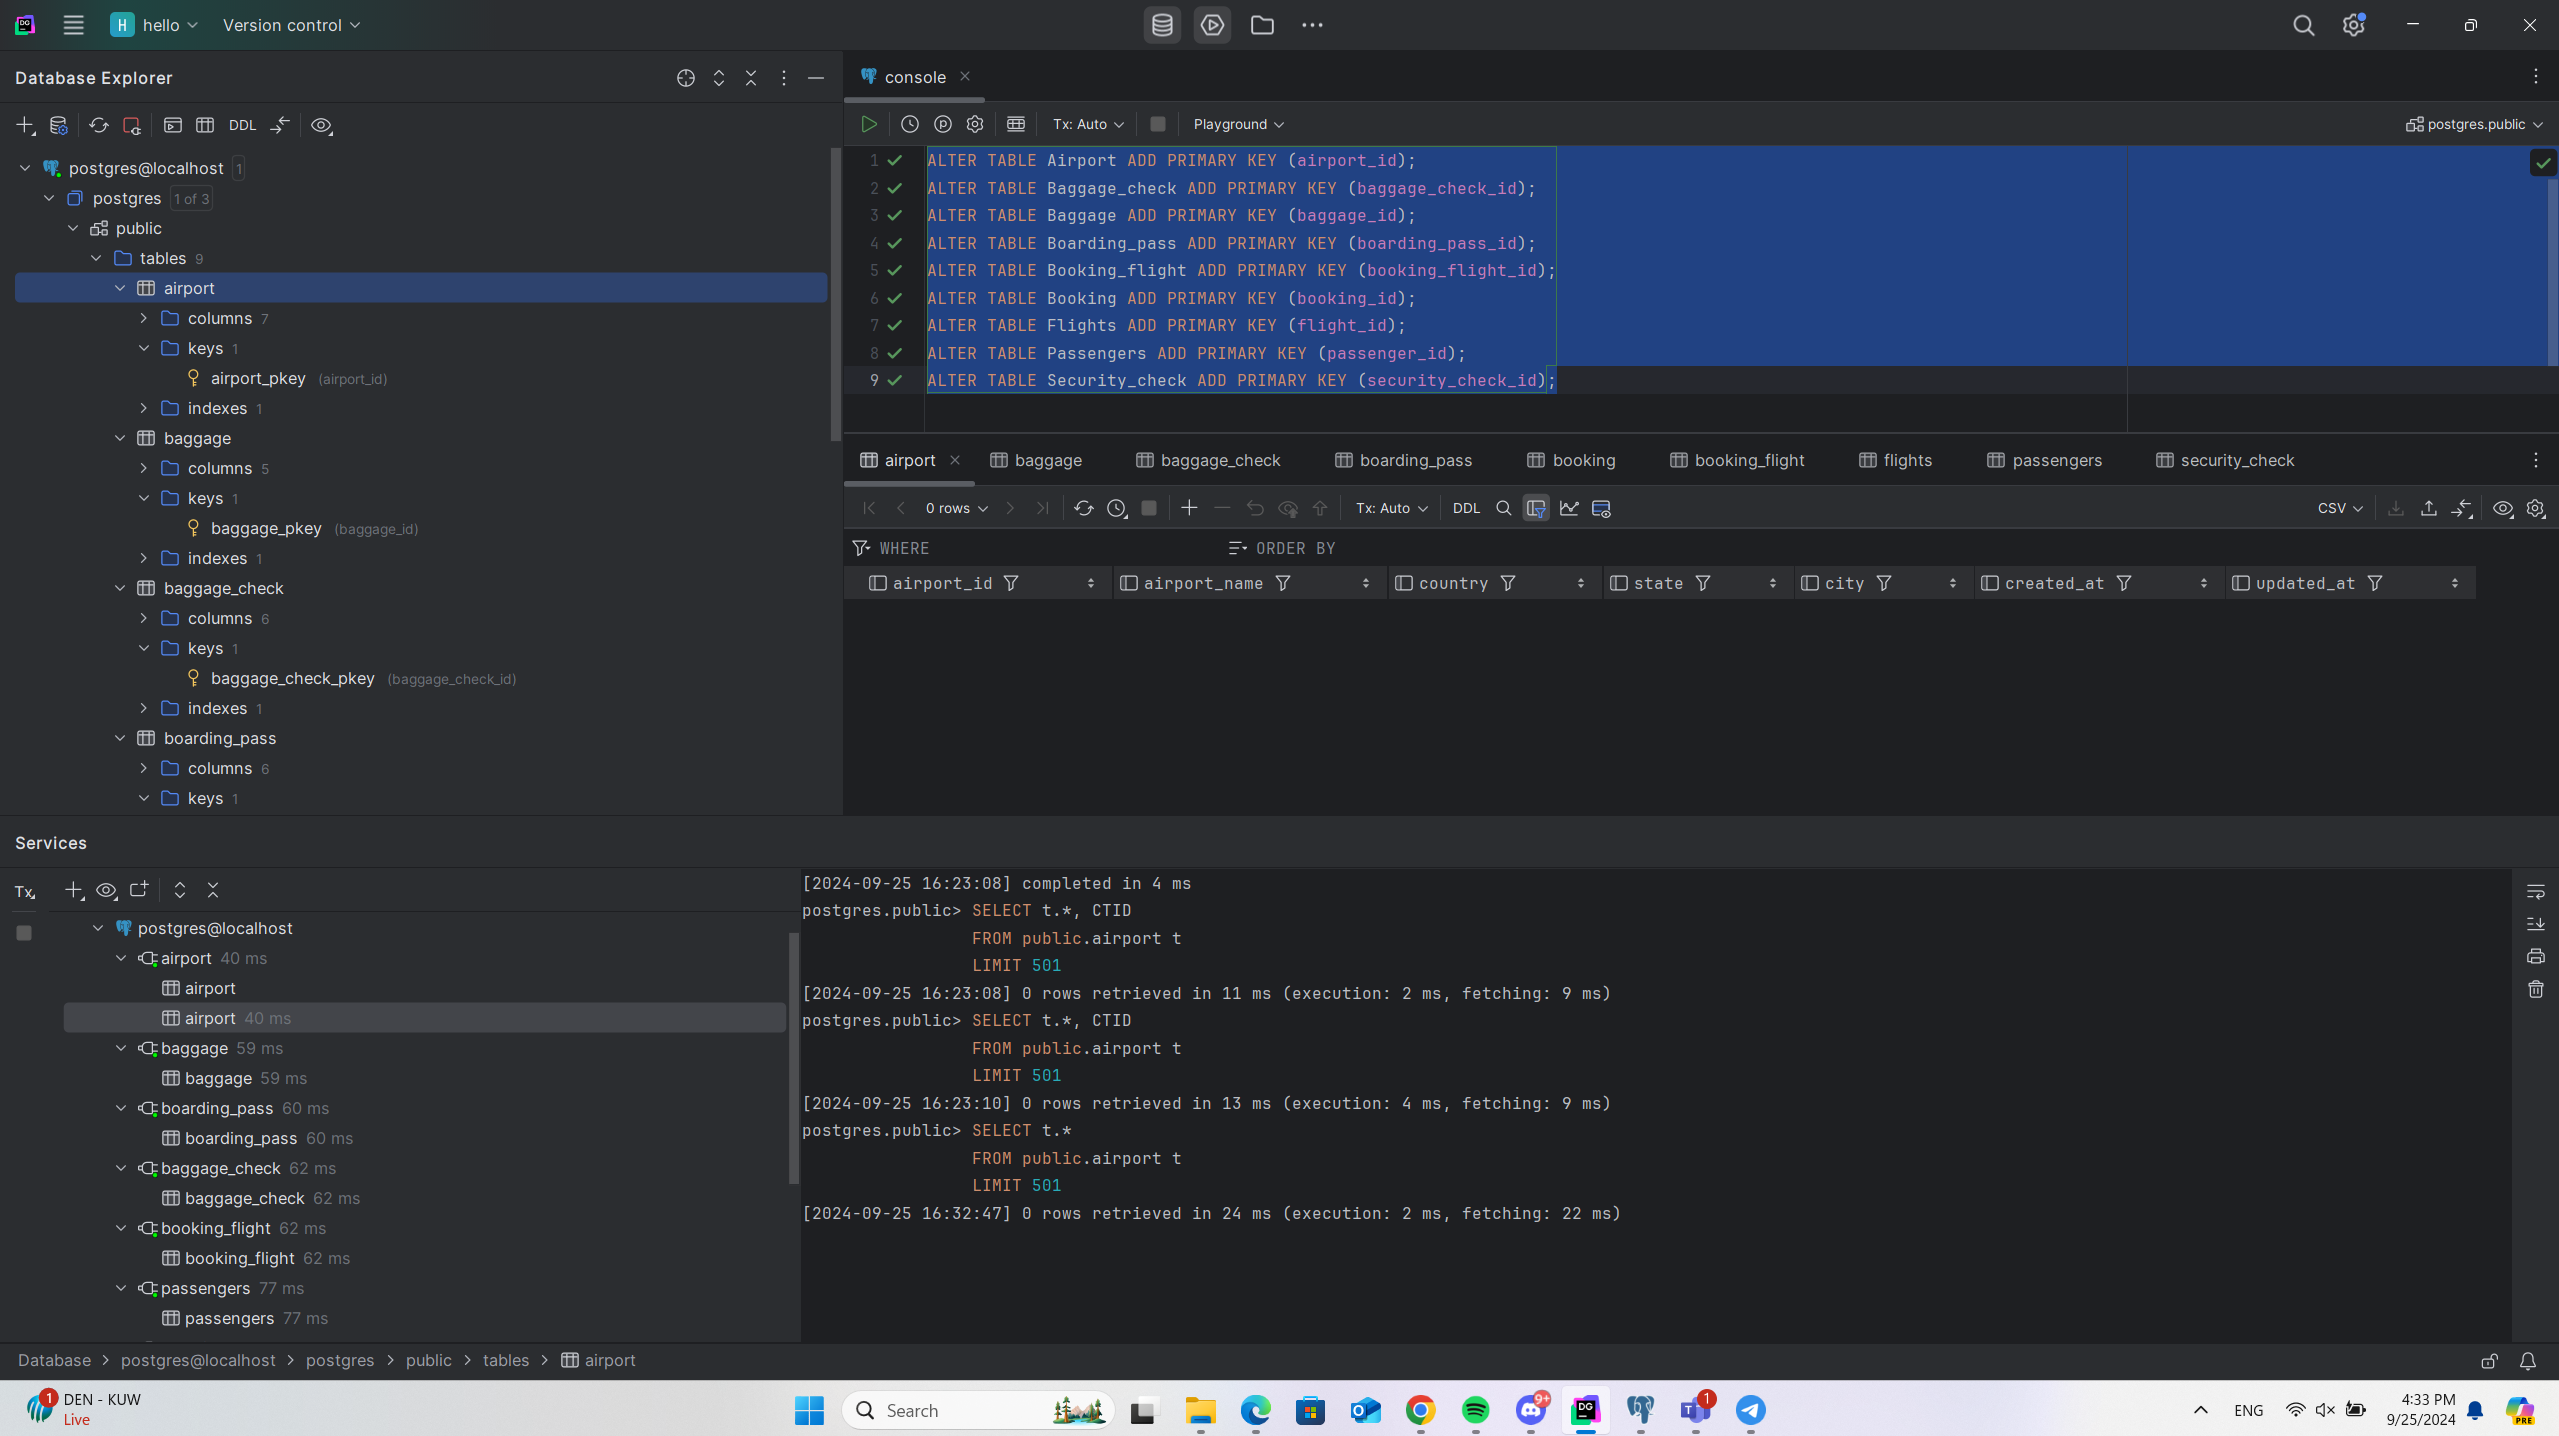 H hello Version control
Database Explorer
DDL
postgres@localhost 1
postgres 1 of 3
public
tables 9
airport
columns 7
keys 1
airport_pkey (airport_id)
indexes 1
baggage
columns 5
keys 1
baggage_pkey (baggage_id)
indexes 1
baggage_check
columns 6
keys 1
baggage_check_pkey (baggage_check_id)
indexes 1
boarding_pass
columns 6
keys 1
console
Tx: Auto Playground postgres.public
1 ALTER TABLE Airport ADD PRIMARY KEY (airport_id);
2 ALTER TABLE Baggage_check ADD PRIMARY KEY (baggage_check_id);
3 ALTER TABLE Baggage ADD PRIMARY KEY (baggage_id);
4 ALTER TABLE Boarding_pass ADD PRIMARY KEY (boarding_pass_id);
5 ALTER TABLE Booking_flight ADD PRIMARY KEY (booking_flight_id);
6 ALTER TABLE Booking ADD PRIMARY KEY (booking_id);
7 ALTER TABLE Flights ADD PRIMARY KEY (flight_id);
8 ALTER TABLE Passengers ADD PRIMARY KEY (passenger_id);
9 ALTER TABLE Security_check ADD PRIMARY KEY (security_check_id);
airport baggage baggage_check boarding_pass booking booking_flight flights passengers security_check
0 rows Tx: Auto DDL CSV
WHERE ORDER BY
airport_id airport_name country state city created_at updated_at
Services
Tx
postgres@localhost
airport 40 ms
airport
airport 40 ms
baggage 59 ms
baggage 59 ms
boarding_pass 60 ms
boarding_pass 60 ms
baggage_check 62 ms
baggage_check 62 ms
booking_flight 62 ms
booking_flight 62 ms
passengers 77 ms
passengers 77 ms
[2024-09-25 16:23:08] completed in 4 ms
postgres.public> SELECT t.*, CTID
FROM public.airport t
LIMIT 501
[2024-09-25 16:23:08] 0 rows retrieved in 11 ms (execution: 2 ms, fetching: 9 ms)
postgres.public> SELECT t.*, CTID
FROM public.airport t
LIMIT 501
[2024-09-25 16:23:10] 0 rows retrieved in 13 ms (execution: 4 ms, fetching: 9 ms)
postgres.public> SELECT t.*
FROM public.airport t
LIMIT 501
[2024-09-25 16:32:47] 0 rows retrieved in 24 ms (execution: 2 ms, fetching: 22 ms)
Database > postgres@localhost > postgres > public > tables > airport
1 DEN - KUW
Live
Search
9+
DG
1
ENG
4:33 PM
9/25/2024
PRE